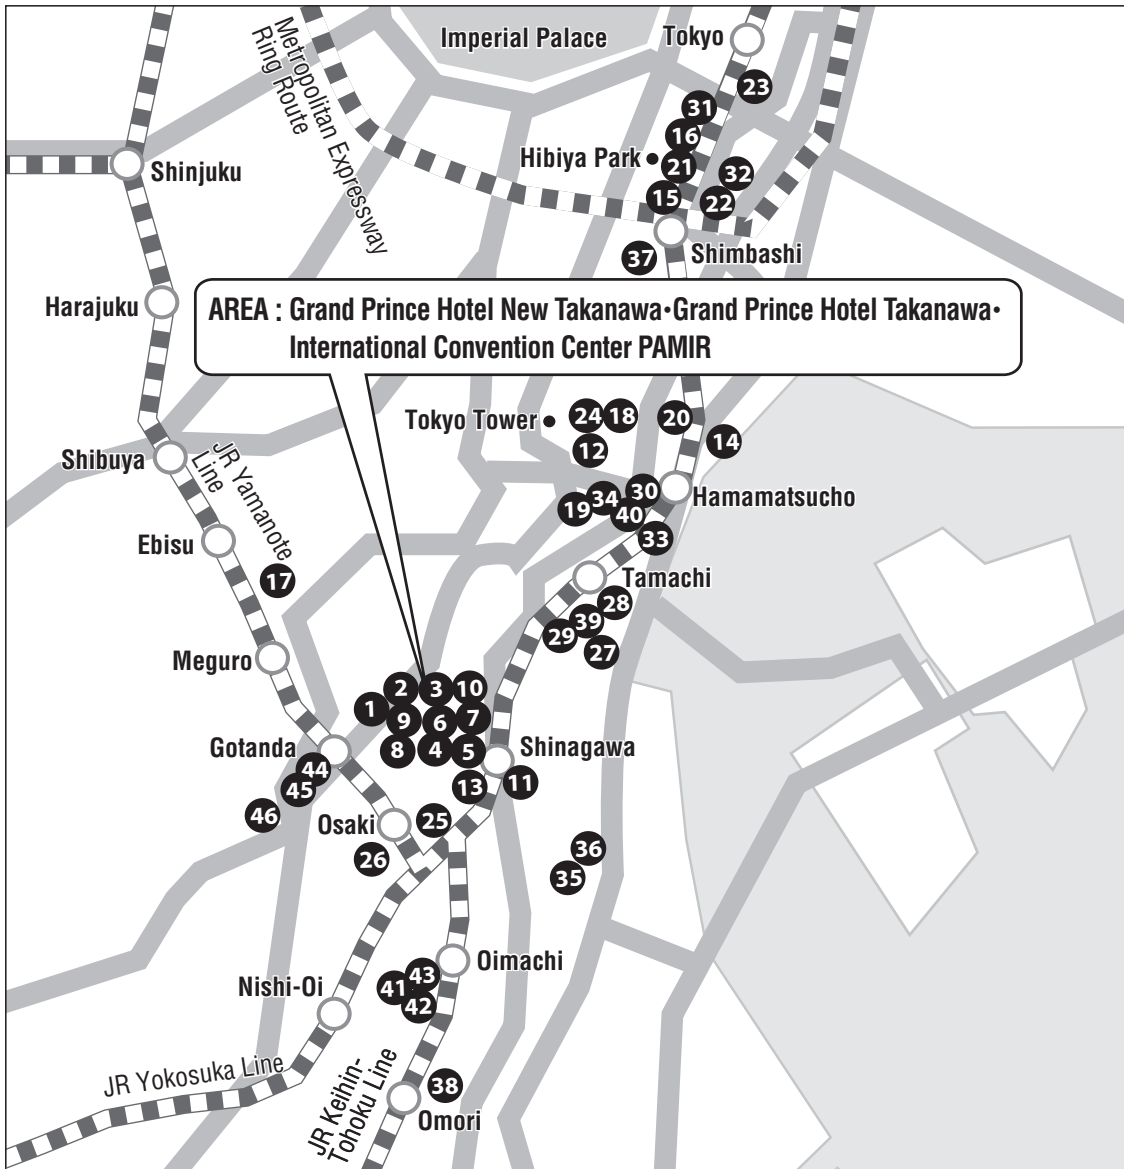 Imperial Palace
Tokyo
Metropolitan Expressway
Ring Route
23
31
16
Hibiya Park
21
32
Shinjuku
15
22
Shimbashi
37
Harajuku
AREA : Grand Prince Hotel New Takanawa•Grand Prince Hotel Takanawa•
International Convention Center PAMIR
Tokyo Tower
24
18
20
14
12
Shibuya
JR Yamanote
Line
30
Hamamatsucho
34
19
40
33
Ebisu
17
Tamachi
28
39
29
27
Meguro
2
3
10
1
9
6
7
Gotanda
8
4
5
Shinagawa
44
45
13
11
46
Osaki
25
26
36
35
Oimachi
43
41
42
Nishi-Oi
JR Yokosuka Line
JR Keihin-
Tohoku Line
38
Omori